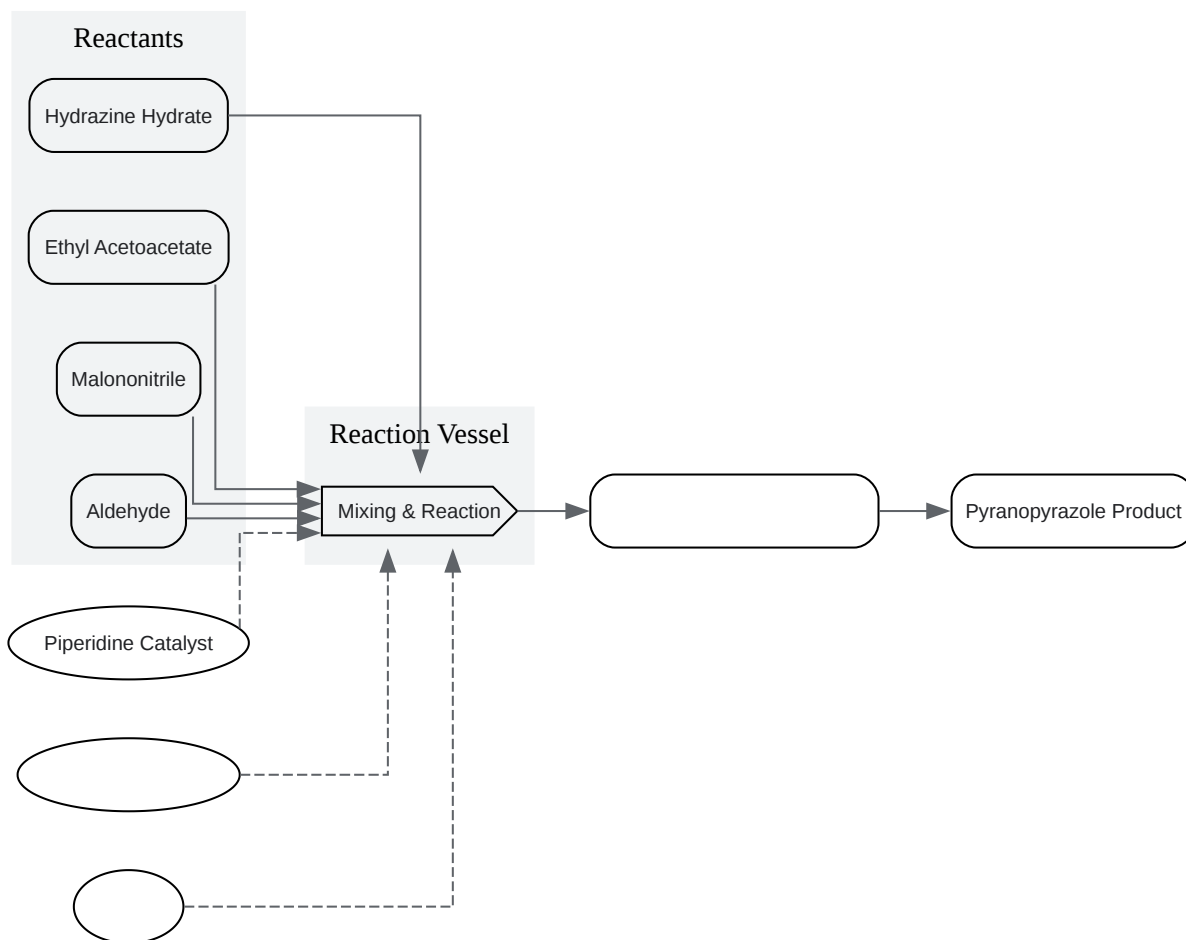 Reactants
Hydrazine Hydrate
Ethyl Acetoacetate
Malononitrile
Aldehyde
Reaction Vessel
Mixing & Reaction
Pyranopyrazole Product
Piperidine Catalyst